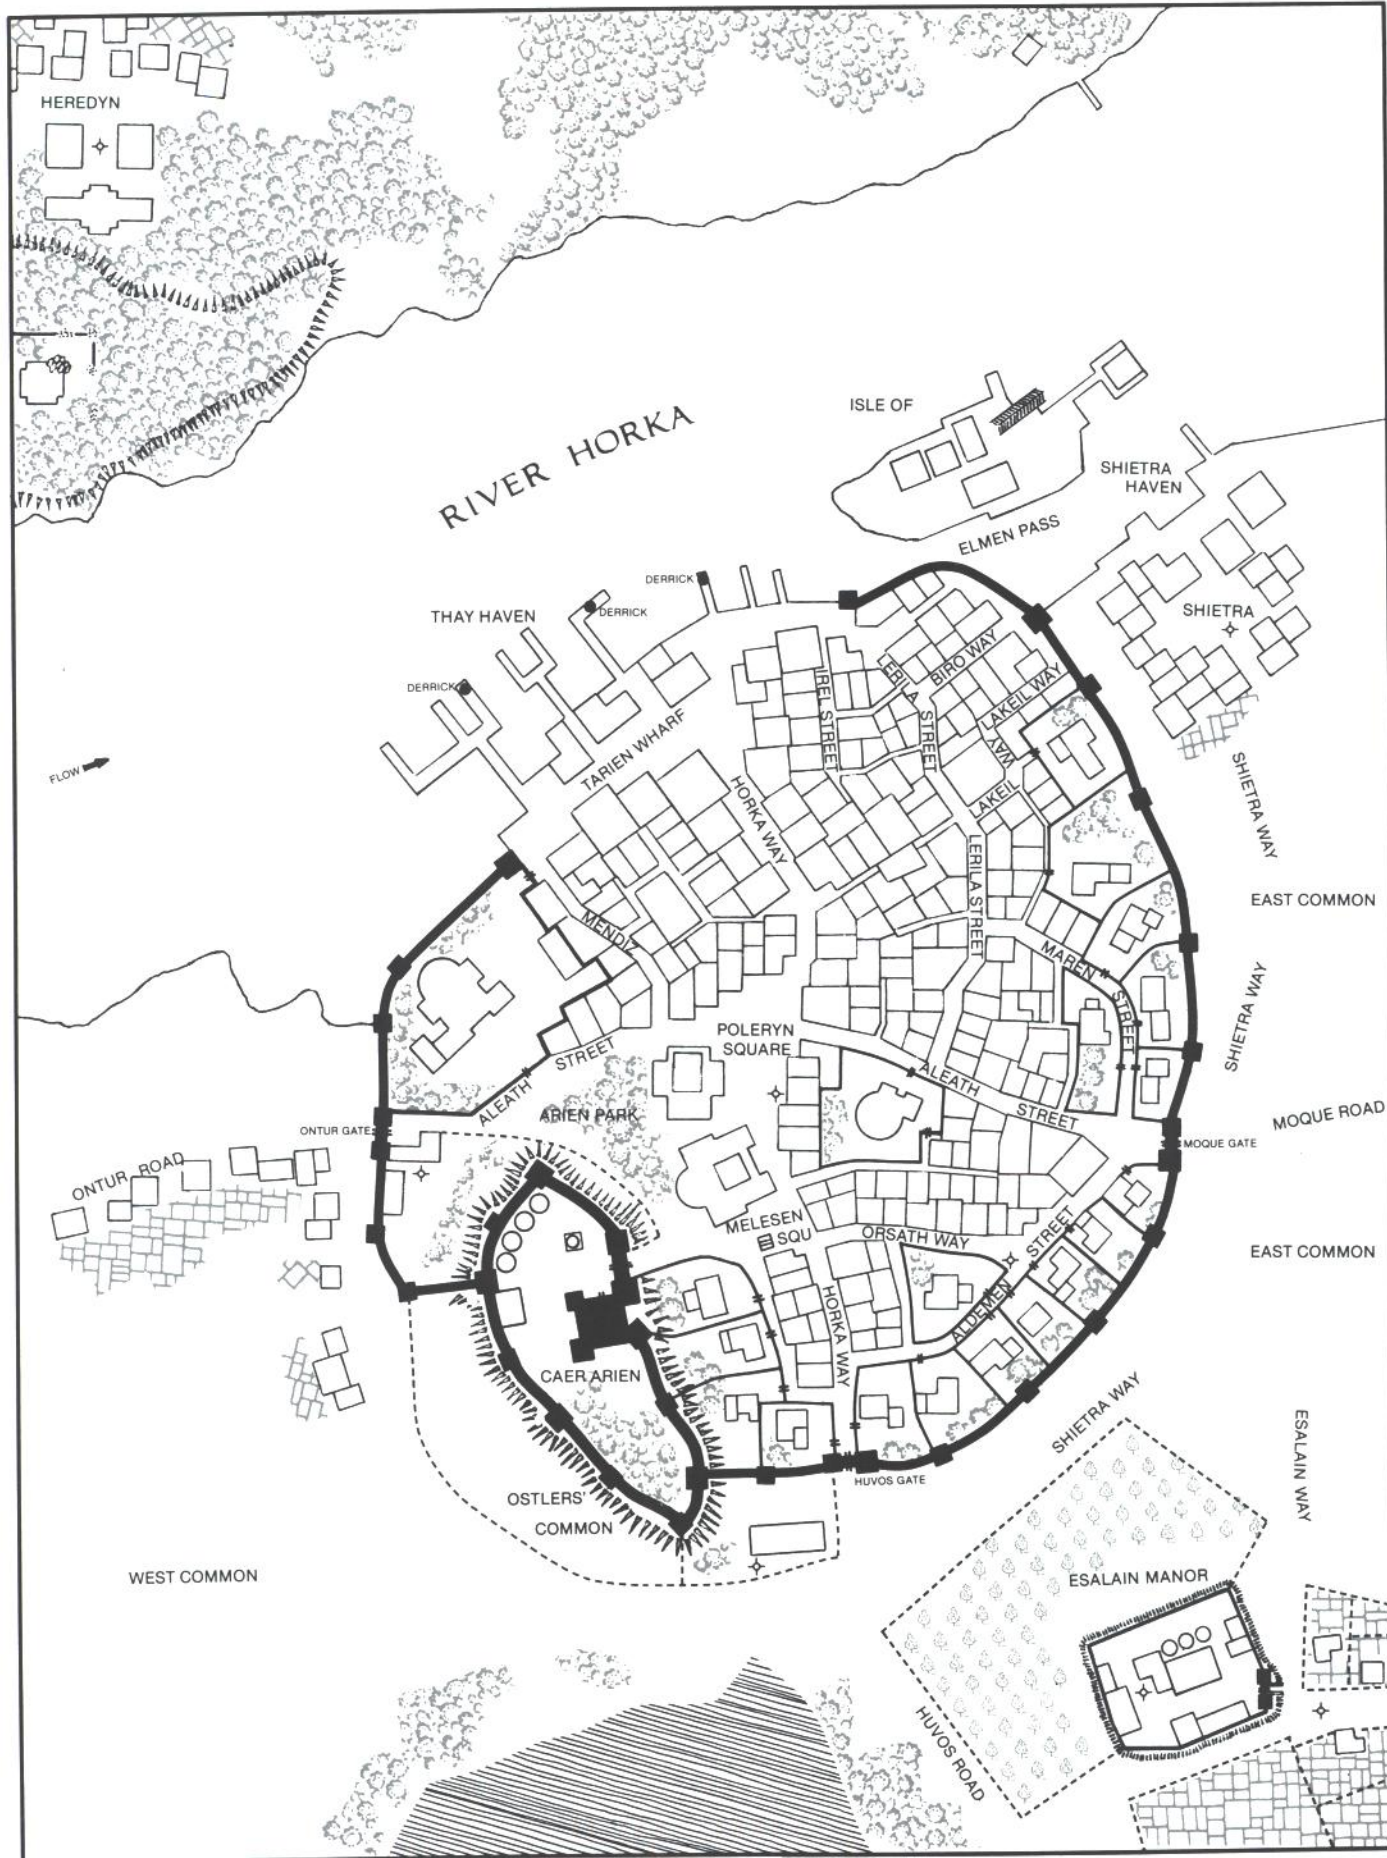 HEREDYN
ISLE OF
RIVER HORKA
SHIETRA
HAVEN
ELMEN PASS
DERRICK
DERRICK
THAY HAVEN
SHIETRA
DERRICK
BIRO WAY
IREL STREET
LERILA STREET
LAKEIL WAY
TARIEN WHARF
FLOW
HORKA WAY
LAKEIL WAY
SHIETRA WAY
LERILA STREET
EAST COMMON
MENDIZ
MAREN STREET
SHIETRA WAY
POLERYN
SQUARE
ALEATH STREET
ALEATH STREET
ARIEN PARK
MOQUE ROAD
ONTUR GATE
MOQUE GATE
ONTUR ROAD
MELESEN
SQU
ORSATH WAY
ALDEMEN STREET
EAST COMMON
HORKA WAY
CAER ARIEN
SHIETRA WAY
ESALAIN WAY
HUVOS GATE
OSTLERS'
COMMON
WEST COMMON
ESALAIN MANOR
HUVOS ROAD